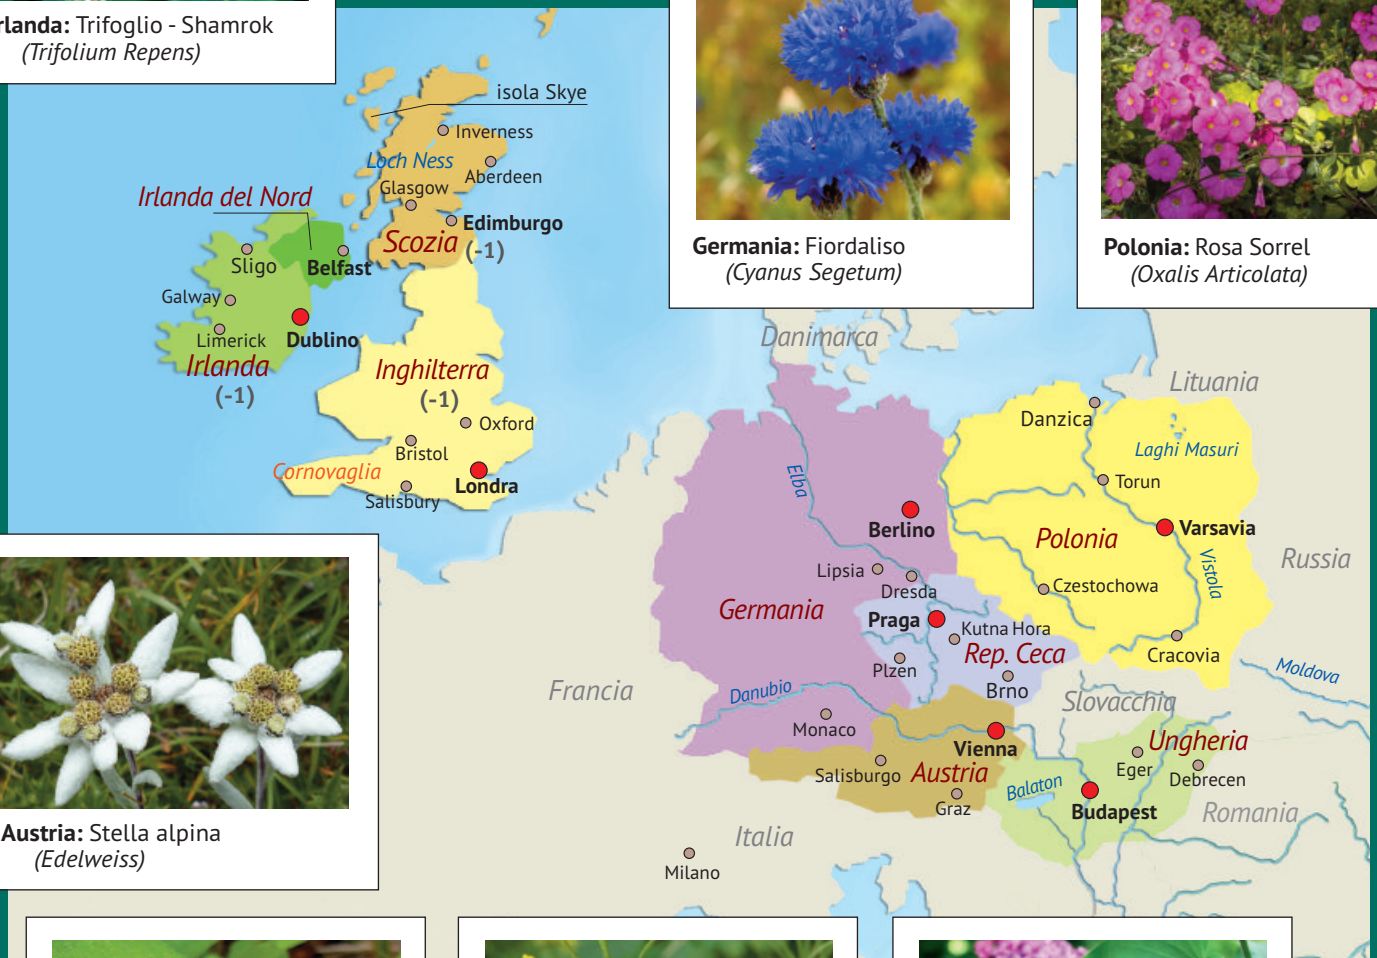 rlanda: Trifoglio - Shamrok
(Trifolium Repens)
isola Skye
Inverness
Loch Ness
Aberdeen
Glasgow
Irlanda del Nord
Edimburgo
Scozia
(-1)
Sligo
Belfast
Galway
Limerick
Dublino
Irlanda
(-1)
Inghilterra
(-1)
Oxford
Bristol
Cornovaglia
Londra
Salisbury
Germania: Fiordaliso
(Cyanus Segetum)
Polonia: Rosa Sorrel
(Oxalis Articolata)
Danimarca
Lituania
Danzica
Laghi Masuri
Elba
Torun
Berlino
Varsavia
Polonia
Russia
Vistola
Lipsia
Dresda
Czestochowa
Germania
Praga
Kutna Hora
Rep. Ceca
Cracovia
Plzen
Brno
Moldova
Francia
Danubio
Slovacchia
Monaco
Vienna
Ungheria
Salisburgo
Austria
Eger
Debrecen
Balaton
Graz
Budapest
Romania
Italia
Milano
Austria: Stella alpina
(Edelweiss)